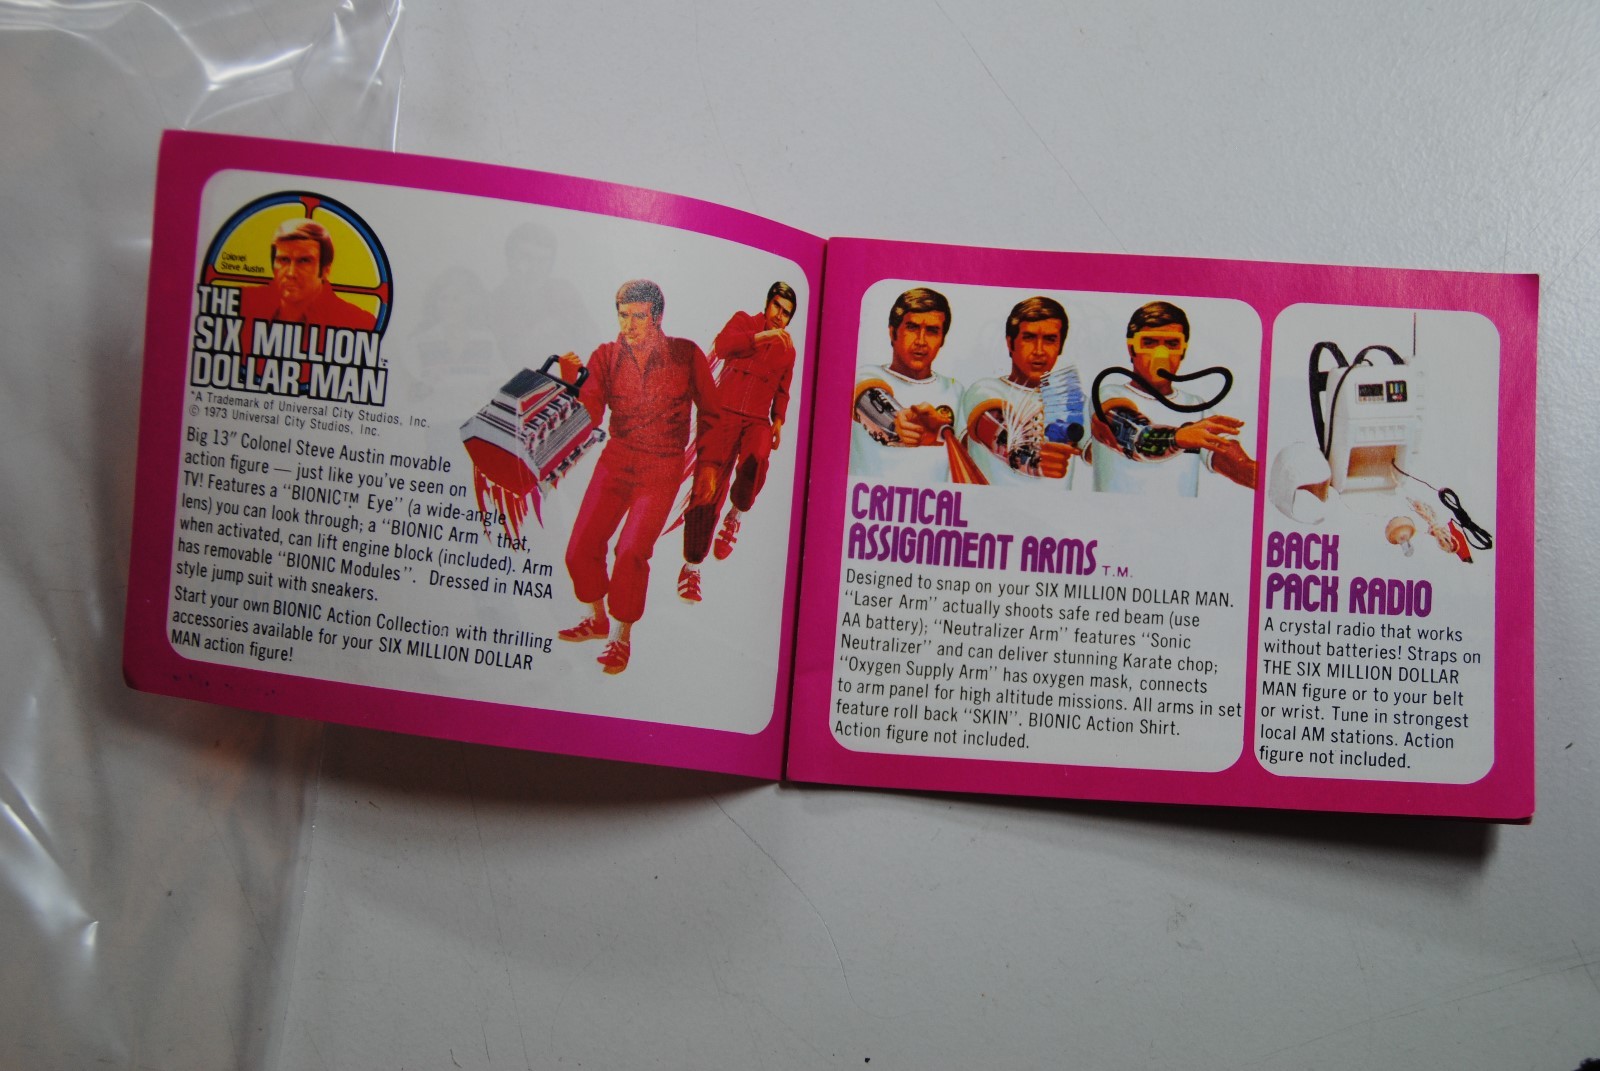 Colonel
Steve Austin
THE
SIX MILLION
DOLLAR MAN
*A Trademark of Universal City Studios, Inc.
© 1973 Universal City Studios, Inc.
Big 13" Colonel Steve Austin movable
action figure — just like you've seen on
TV! Features a "BIONIC™ Eye" (a wide-angle
lens) you can look through; a "BIONIC Arm" that,
when activated, can lift engine block (included). Arm
has removable "BIONIC Modules". Dressed in NASA
style jump suit with sneakers.
Start your own BIONIC Action Collection with thrilling
accessories available for your SIX MILLION DOLLAR
MAN action figure!
CRITICAL
ASSIGNMENT ARMS T.M.
Designed to snap on your SIX MILLION DOLLAR MAN.
"Laser Arm" actually shoots safe red beam (use
AA battery); "Neutralizer Arm" features "Sonic
Neutralizer" and can deliver stunning Karate chop;
"Oxygen Supply Arm" has oxygen mask, connects
to arm panel for high altitude missions. All arms in set
feature roll back "SKIN". BIONIC Action Shirt.
Action figure not included.
BACK
PACK RADIO
A crystal radio that works
without batteries! Straps on
THE SIX MILLION DOLLAR
MAN figure or to your belt
or wrist. Tune in strongest
local AM stations. Action
figure not included.